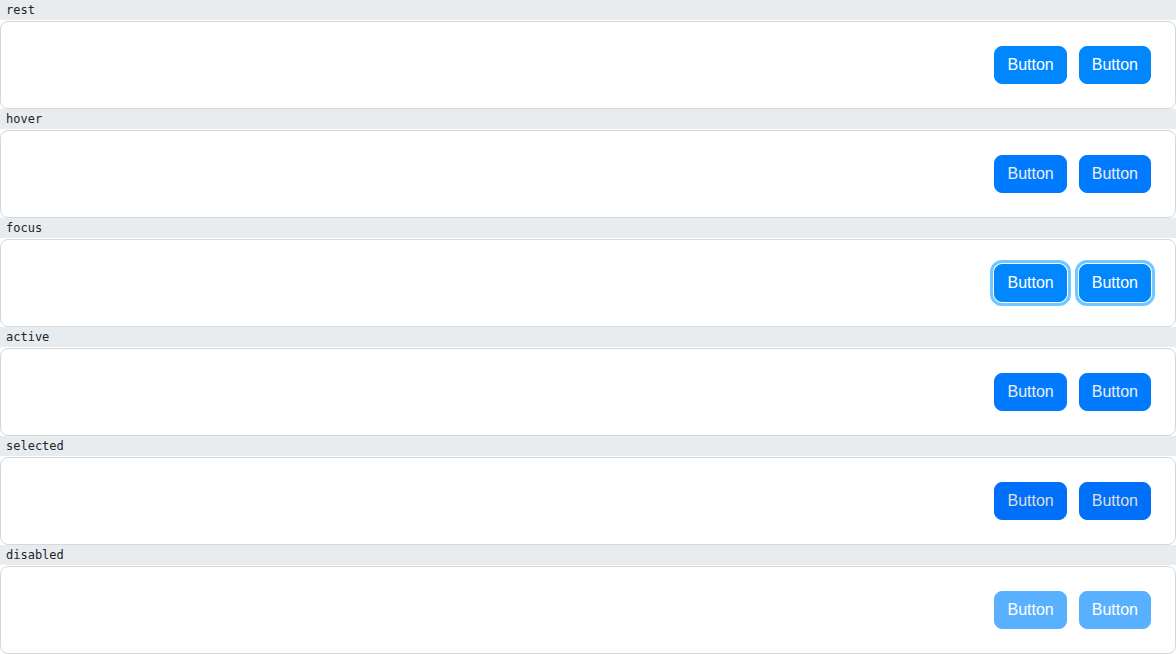 rest
Button Button
hover
Button Button
focus
Button Button
active
Button Button
selected
Button Button
disabled
Button Button